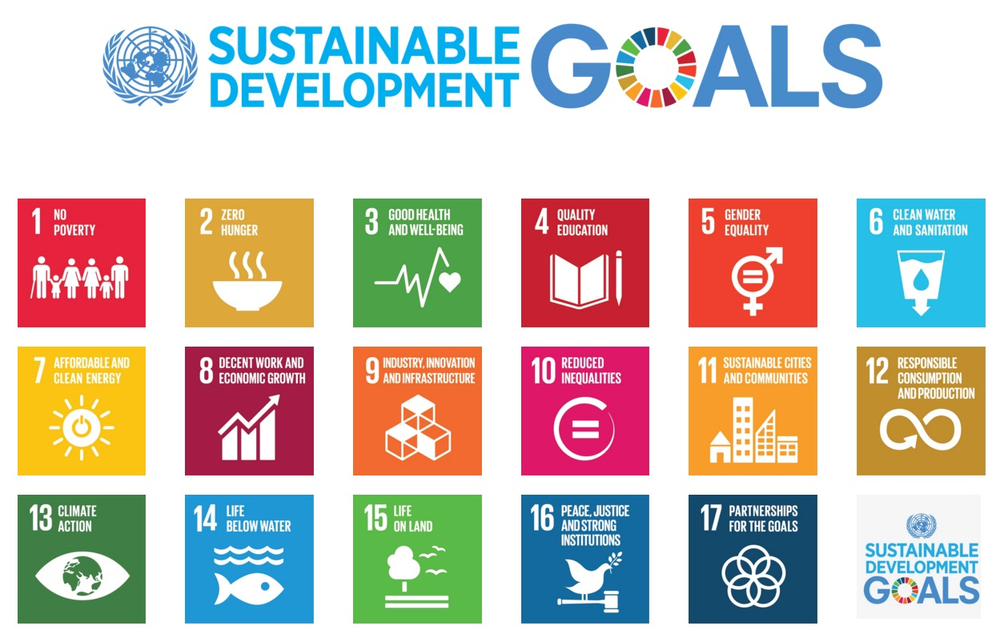 SUSTAINABLE
DEVELOPMENT
GOALS
1 NO
POVERTY
2 ZERO
HUNGER
3 GOOD HEALTH
AND WELL-BEING
4 QUALITY
EDUCATION
5 GENDER
EQUALITY
6 CLEAN WATER
AND SANITATION
7 AFFORDABLE AND
CLEAN ENERGY
8 DECENT WORK AND
ECONOMIC GROWTH
9 INDUSTRY, INNOVATION
AND INFRASTRUCTURE
10 REDUCED
INEQUALITIES
11 SUSTAINABLE CITIES
AND COMMUNITIES
12 RESPONSIBLE
CONSUMPTION
AND PRODUCTION
13 CLIMATE
ACTION
14 LIFE
BELOW WATER
15 LIFE
ON LAND
16 PEACE, JUSTICE
AND STRONG
INSTITUTIONS
17 PARTNERSHIPS
FOR THE GOALS
SUSTAINABLE
DEVELOPMENT
GOALS